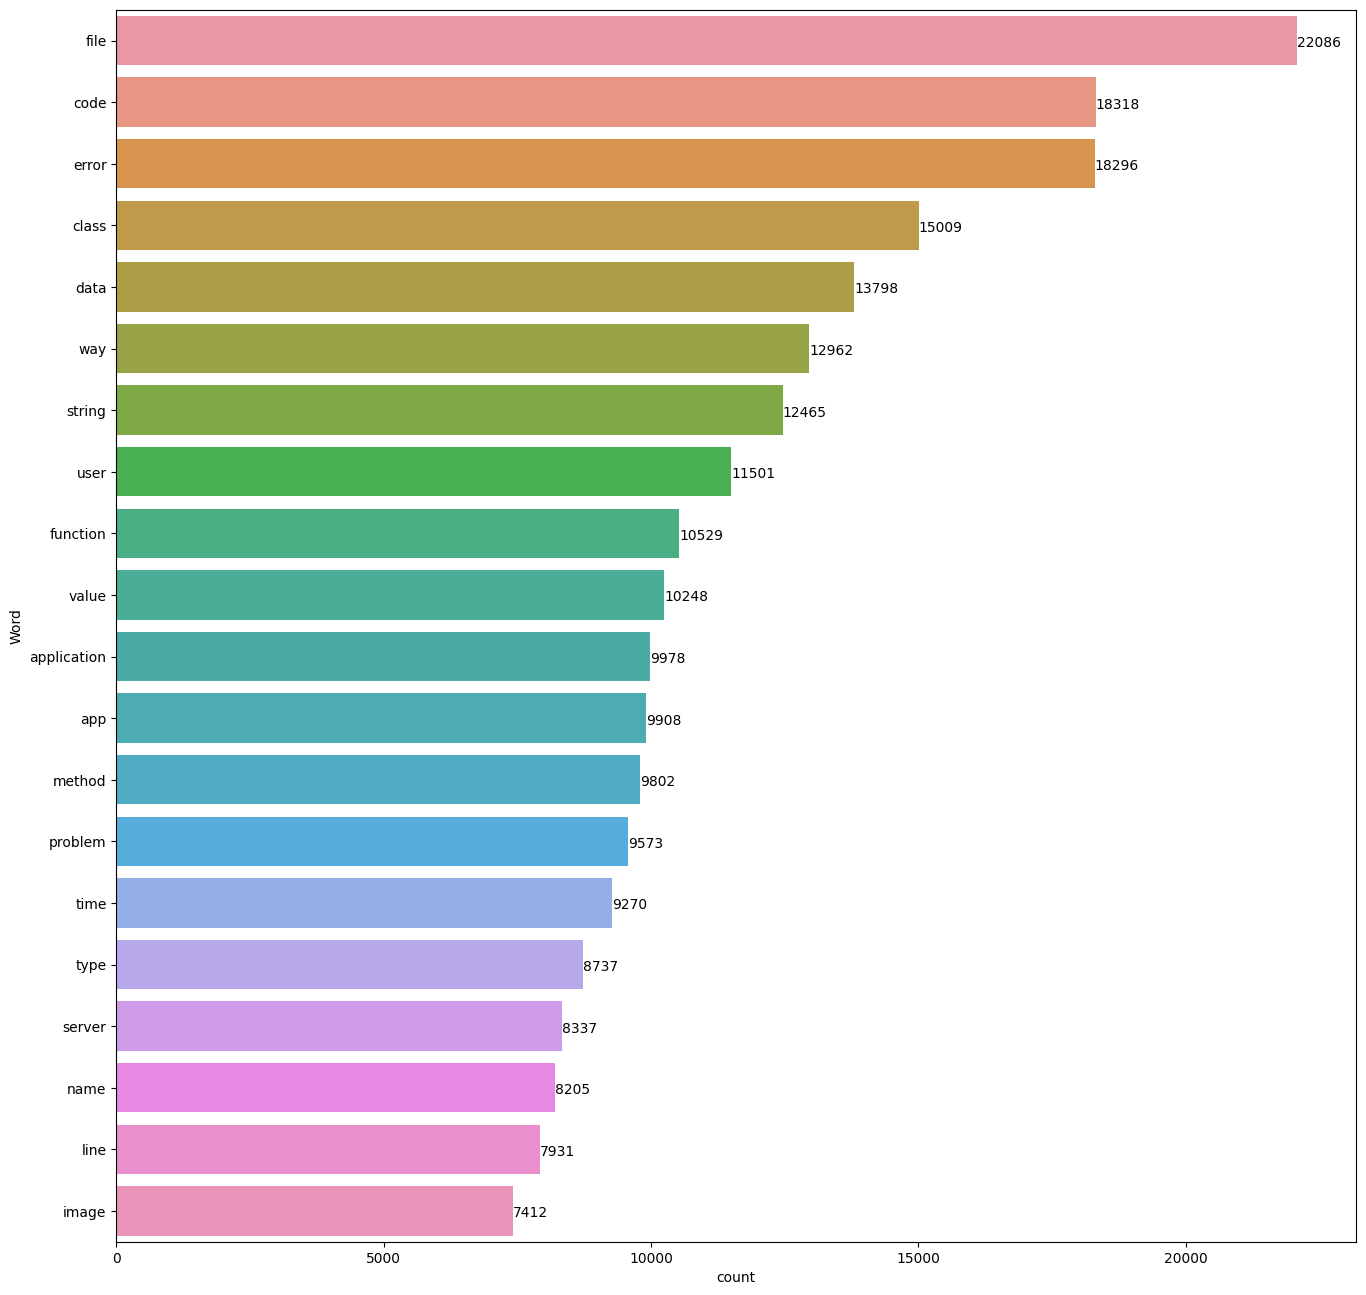 Word
file 22086
code 18318
error 18296
class 15009
data 13798
way 12962
string 12465
user 11501
function 10529
value 10248
application 9978
app 9908
method 9802
problem 9573
time 9270
type 8737
server 8337
name 8205
line 7931
image 7412
0 5000 10000 15000 20000
count